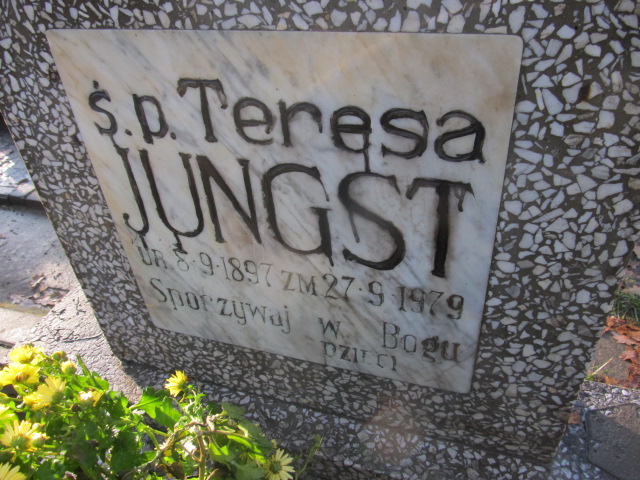 ś.p. Teresa
JUNGST
UR 8·9·1897 ZM 27·9·1979
Spoczywaj w Bogu
DZIECI